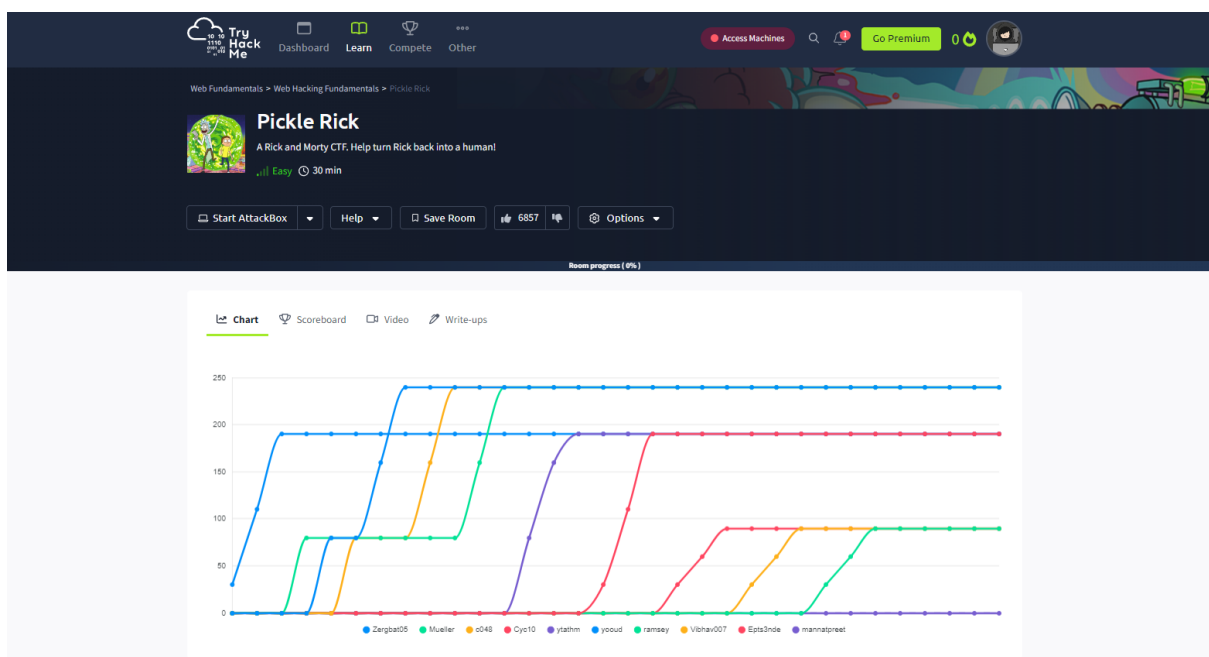 Try
Hack
Me
Dashboard Learn Compete Other
Access Machines
Go Premium
0
Web Fundamentals > Web Hacking Fundamentals > Pickle Rick
Pickle Rick
A Rick and Morty CTF. Help turn Rick back into a human!
Easy 30 min
Start AttackBox Help Save Room 6857 Options
Room progress ( 0% )
Chart Scoreboard Video Write-ups
250
200
150
100
50
0
Zergbat05 Mueller c048 Cyc10 ytathm yooud ramsey Vibhav007 Epts3nde mannatpreet